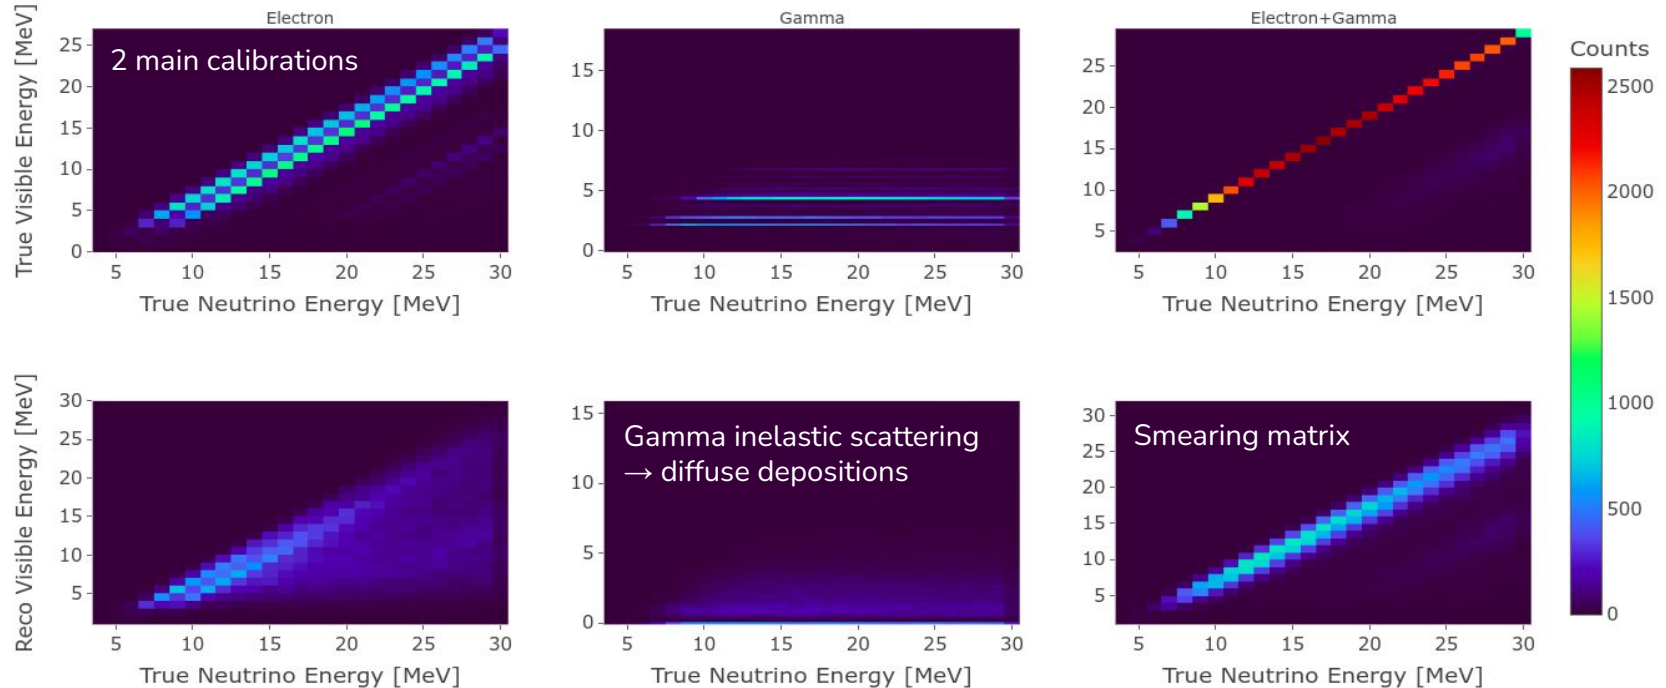 Electron
Gamma
Electron+Gamma
True Visible Energy [MeV]
2 main calibrations
25
20
15
10
5
0
5 10 15 20 25 30
True Neutrino Energy [MeV]
15
10
5
0
5 10 15 20 25 30
True Neutrino Energy [MeV]
25
20
15
10
5
5 10 15 20 25 30
True Neutrino Energy [MeV]
Counts
2500
2000
1500
1000
500
0
Reco Visible Energy [MeV]
30
25
20
15
10
5
5 10 15 20 25 30
True Neutrino Energy [MeV]
Gamma inelastic scattering
→ diffuse depositions
15
10
5
0
5 10 15 20 25 30
True Neutrino Energy [MeV]
Smearing matrix
30
25
20
15
10
5
5 10 15 20 25 30
True Neutrino Energy [MeV]